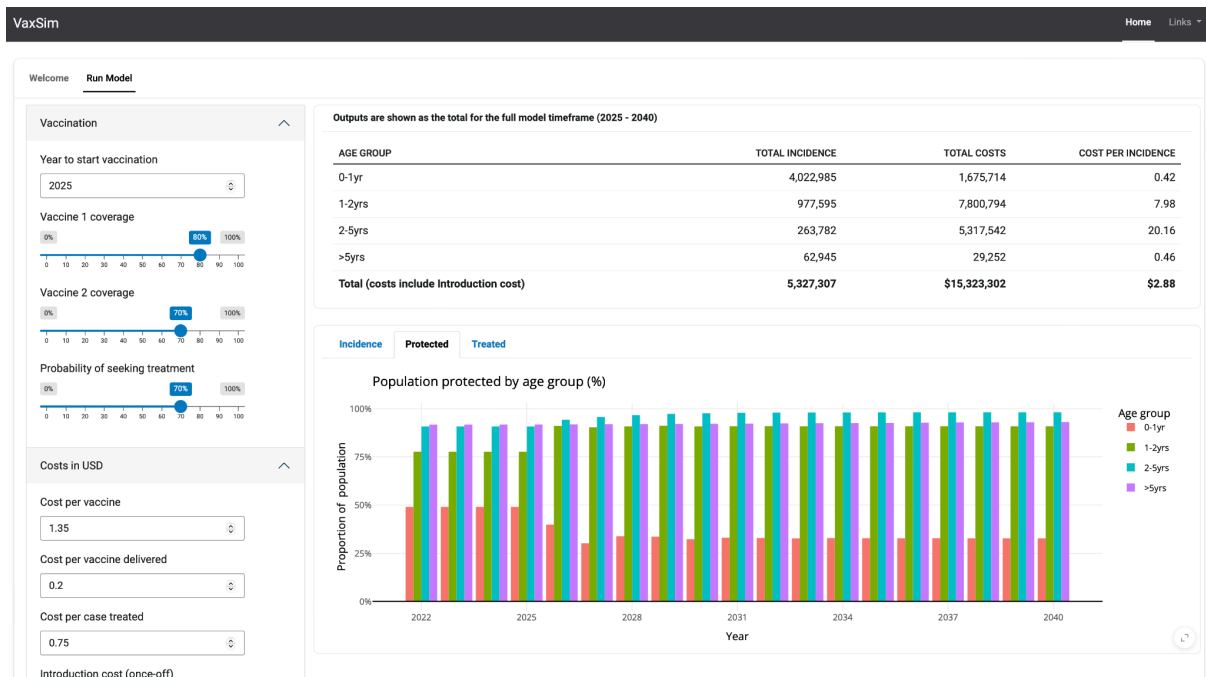 VaxSim
Home Links
Welcome Run Model
Vaccination
Year to start vaccination
2025
Vaccine 1 coverage
0% 80% 100%
0 10 20 30 40 50 60 70 80 90 100
Vaccine 2 coverage
0% 70% 100%
0 10 20 30 40 50 60 70 80 90 100
Probability of seeking treatment
0% 70% 100%
0 10 20 30 40 50 60 70 80 90 100
Costs in USD
Cost per vaccine
1.35
Cost per vaccine delivered
0.2
Cost per case treated
0.75
Introduction cost (once-off)
Outputs are shown as the total for the full model timeframe (2025 - 2040)
AGE GROUP TOTAL INCIDENCE TOTAL COSTS COST PER INCIDENCE
0-1yr 4,022,985 1,675,714 0.42
1-2yrs 977,595 7,800,794 7.98
2-5yrs 263,782 5,317,542 20.16
>5yrs 62,945 29,252 0.46
Total (costs include Introduction cost) 5,327,307 $15,323,302 $2.88
Incidence Protected Treated
Population protected by age group (%)
Proportion of population
100%
75%
50%
25%
0%
2022 2025 2028 2031 2034 2037 2040
Year
Age group
0-1yr
1-2yrs
2-5yrs
>5yrs